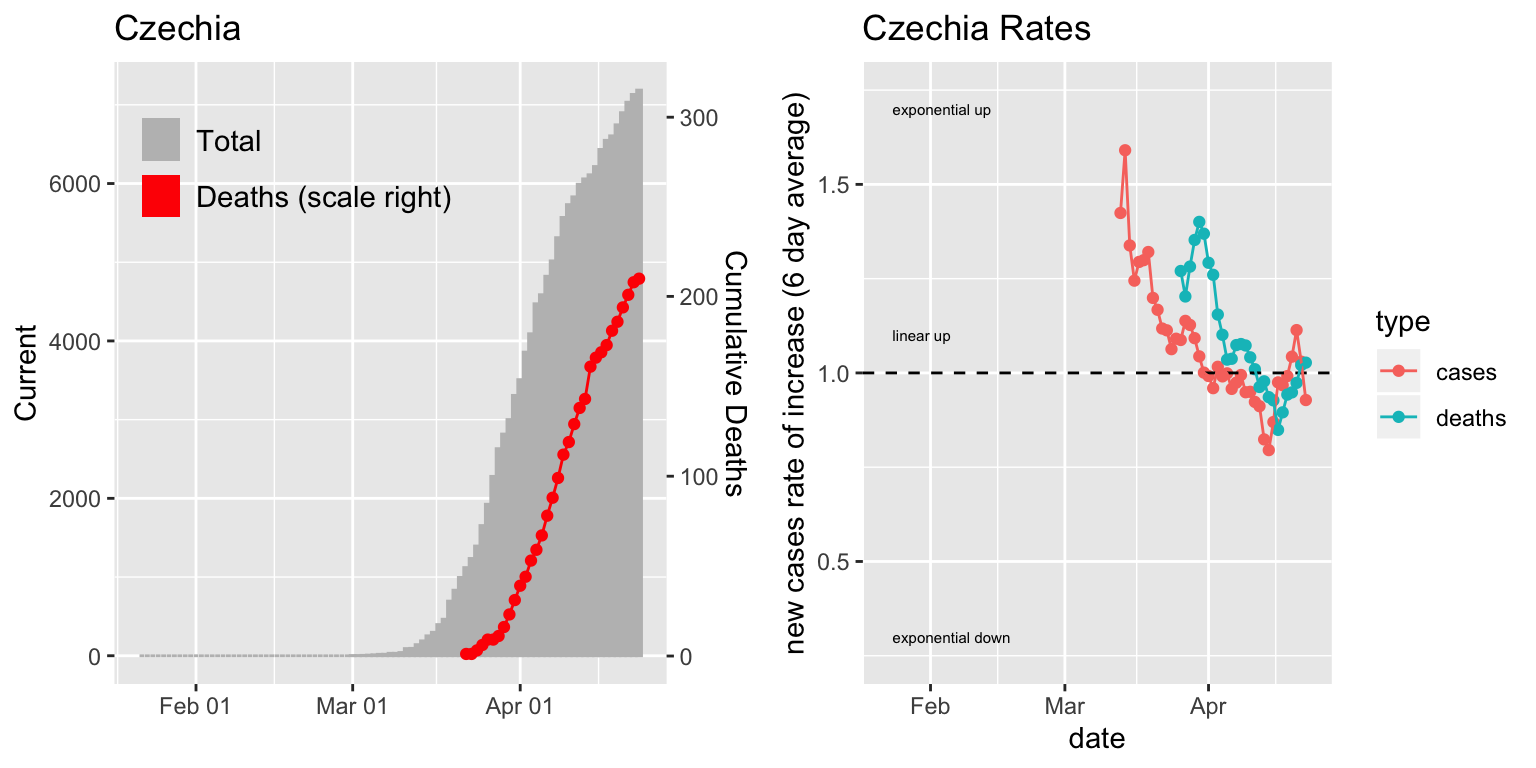 Czechia
Total
Deaths (scale right)
Current
6000
4000
2000
0
Feb 01
Mar 01
Apr 01
300
200
100
0
Cumulative Deaths
Czechia Rates
new cases rate of increase (6 day average)
1.5
1.0
0.5
exponential up
linear up
exponential down
Feb
Mar
Apr
date
type
cases
deaths